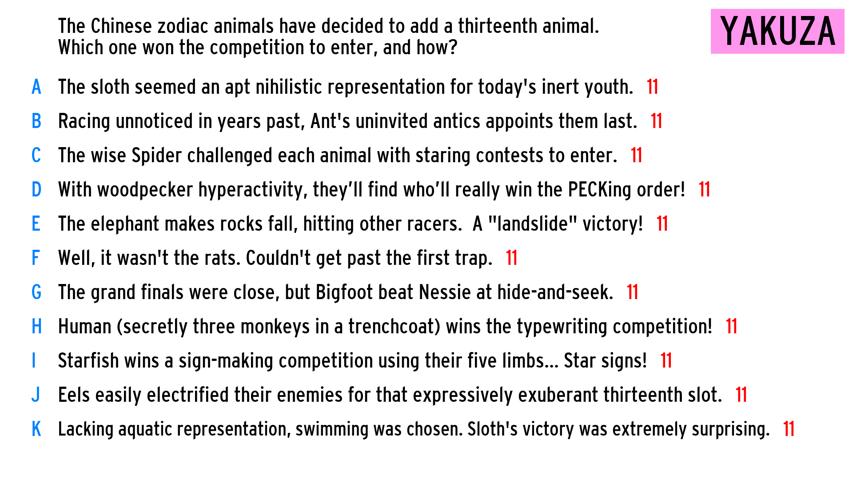 The Chinese zodiac animals have decided to add a thirteenth animal.
Which one won the competition to enter, and how?
YAKUZA
A The sloth seemed an apt nihilistic representation for today's inert youth. 11
B Racing unnoticed in years past, Ant's uninvited antics appoints them last. 11
C The wise Spider challenged each animal with staring contests to enter. 11
D With woodpecker hyperactivity, they'll find who'll really win the PECKing order! 11
E The elephant makes rocks fall, hitting other racers. A "landslide" victory! 11
F Well, it wasn't the rats. Couldn't get past the first trap. 11
G The grand finals were close, but Bigfoot beat Nessie at hide-and-seek. 11
H Human (secretly three monkeys in a trenchcoat) wins the typewriting competition! 11
I Starfish wins a sign-making competition using their five limbs... Star signs! 11
J Eels easily electrified their enemies for that expressively exuberant thirteenth slot. 11
K Lacking aquatic representation, swimming was chosen. Sloth's victory was extremely surprising. 11